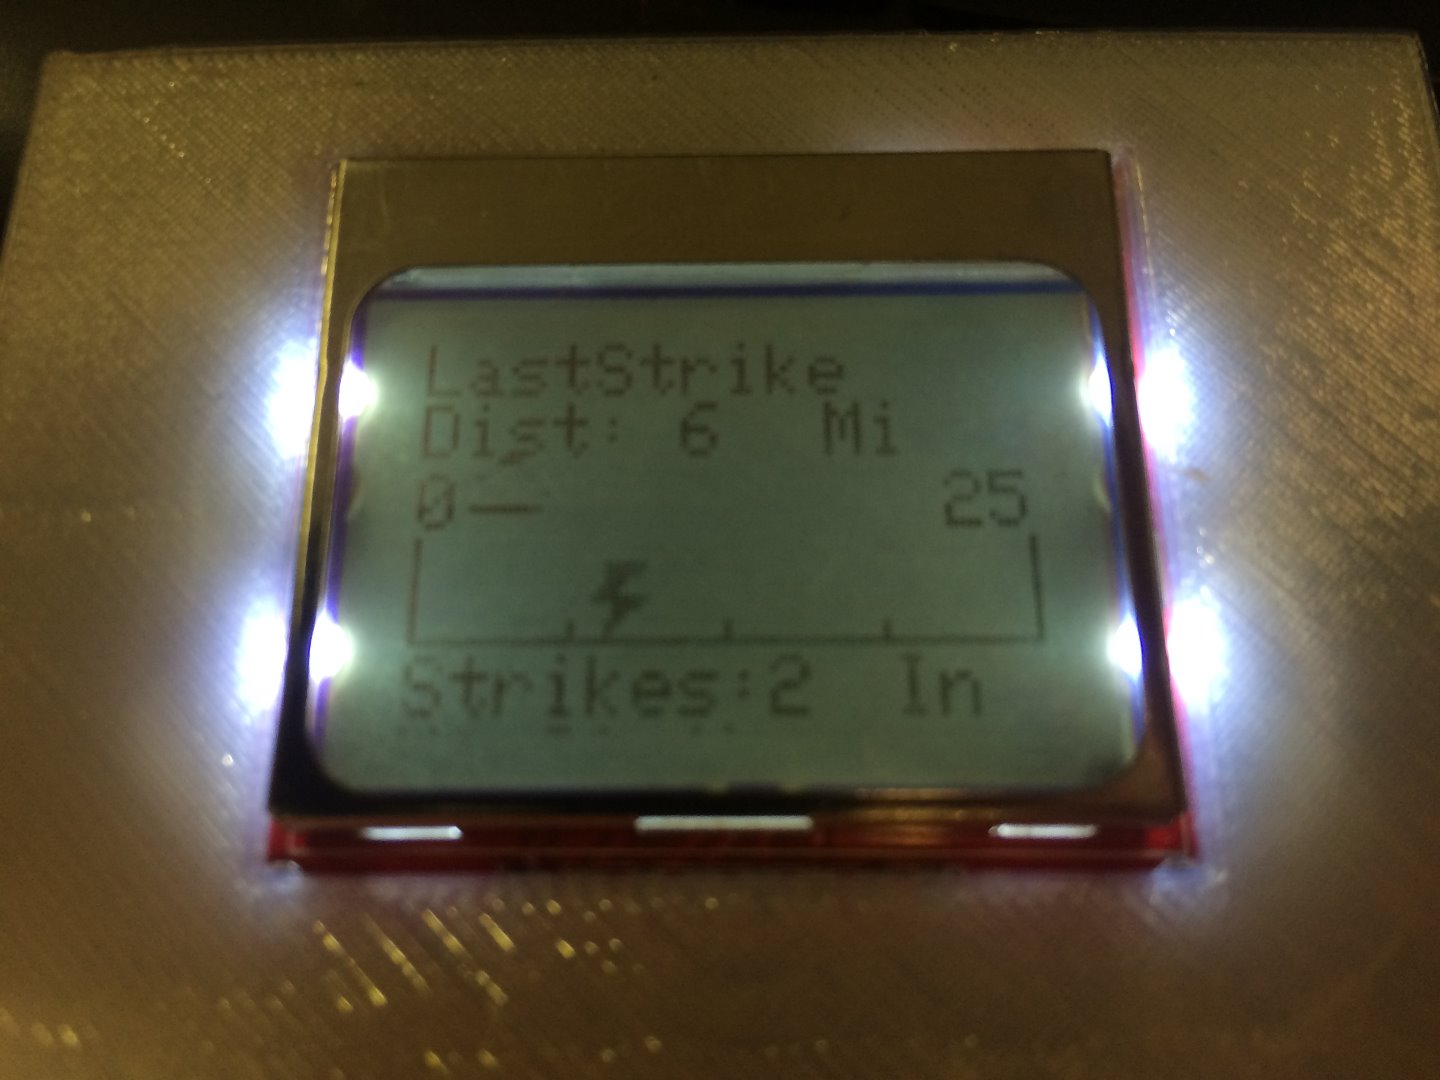 LastStrike
Dist: 6 Mi
0 25
Strikes:2 In